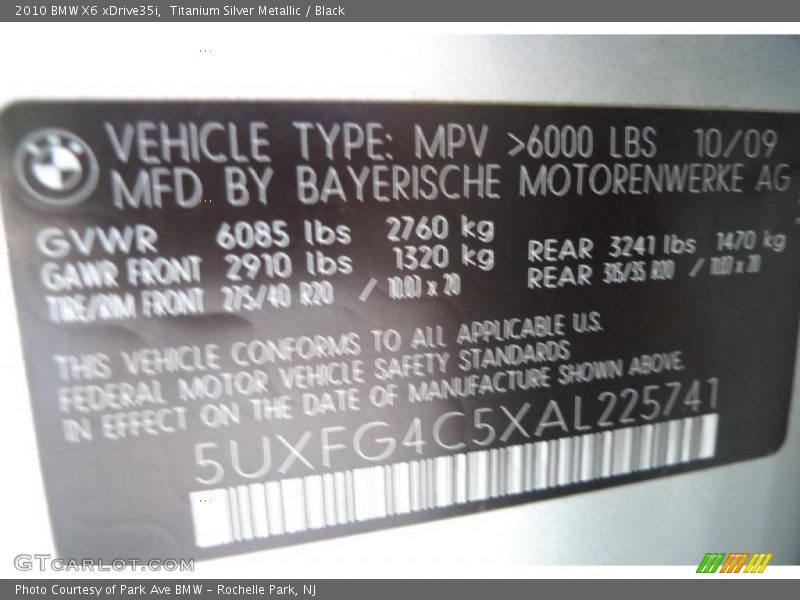 2010 BMW X6 xDrive35i,  Titanium Silver Metallic / Black
VEHICLE TYPE: MPV >6000 LBS 10/09
MFD BY BAYERISCHE MOTORENWERKE AG
GVWR 6085 lbs 2760 kg
GAWR FRONT 2910 lbs 1320 kg REAR 3241 lbs 1470 kg
TIRE/RIM FRONT 275/40 R20 / 10.00 x 20 REAR 315/35 R20 / 11.00 x 20
THIS VEHICLE CONFORMS TO ALL APPLICABLE U.S.
FEDERAL MOTOR VEHICLE SAFETY STANDARDS
IN EFFECT ON THE DATE OF MANUFACTURE SHOWN ABOVE.
5UXFG4C5XAL225741
GTcarlot.com
Photo Courtesy of Park Ave BMW - Rochelle Park, NJ